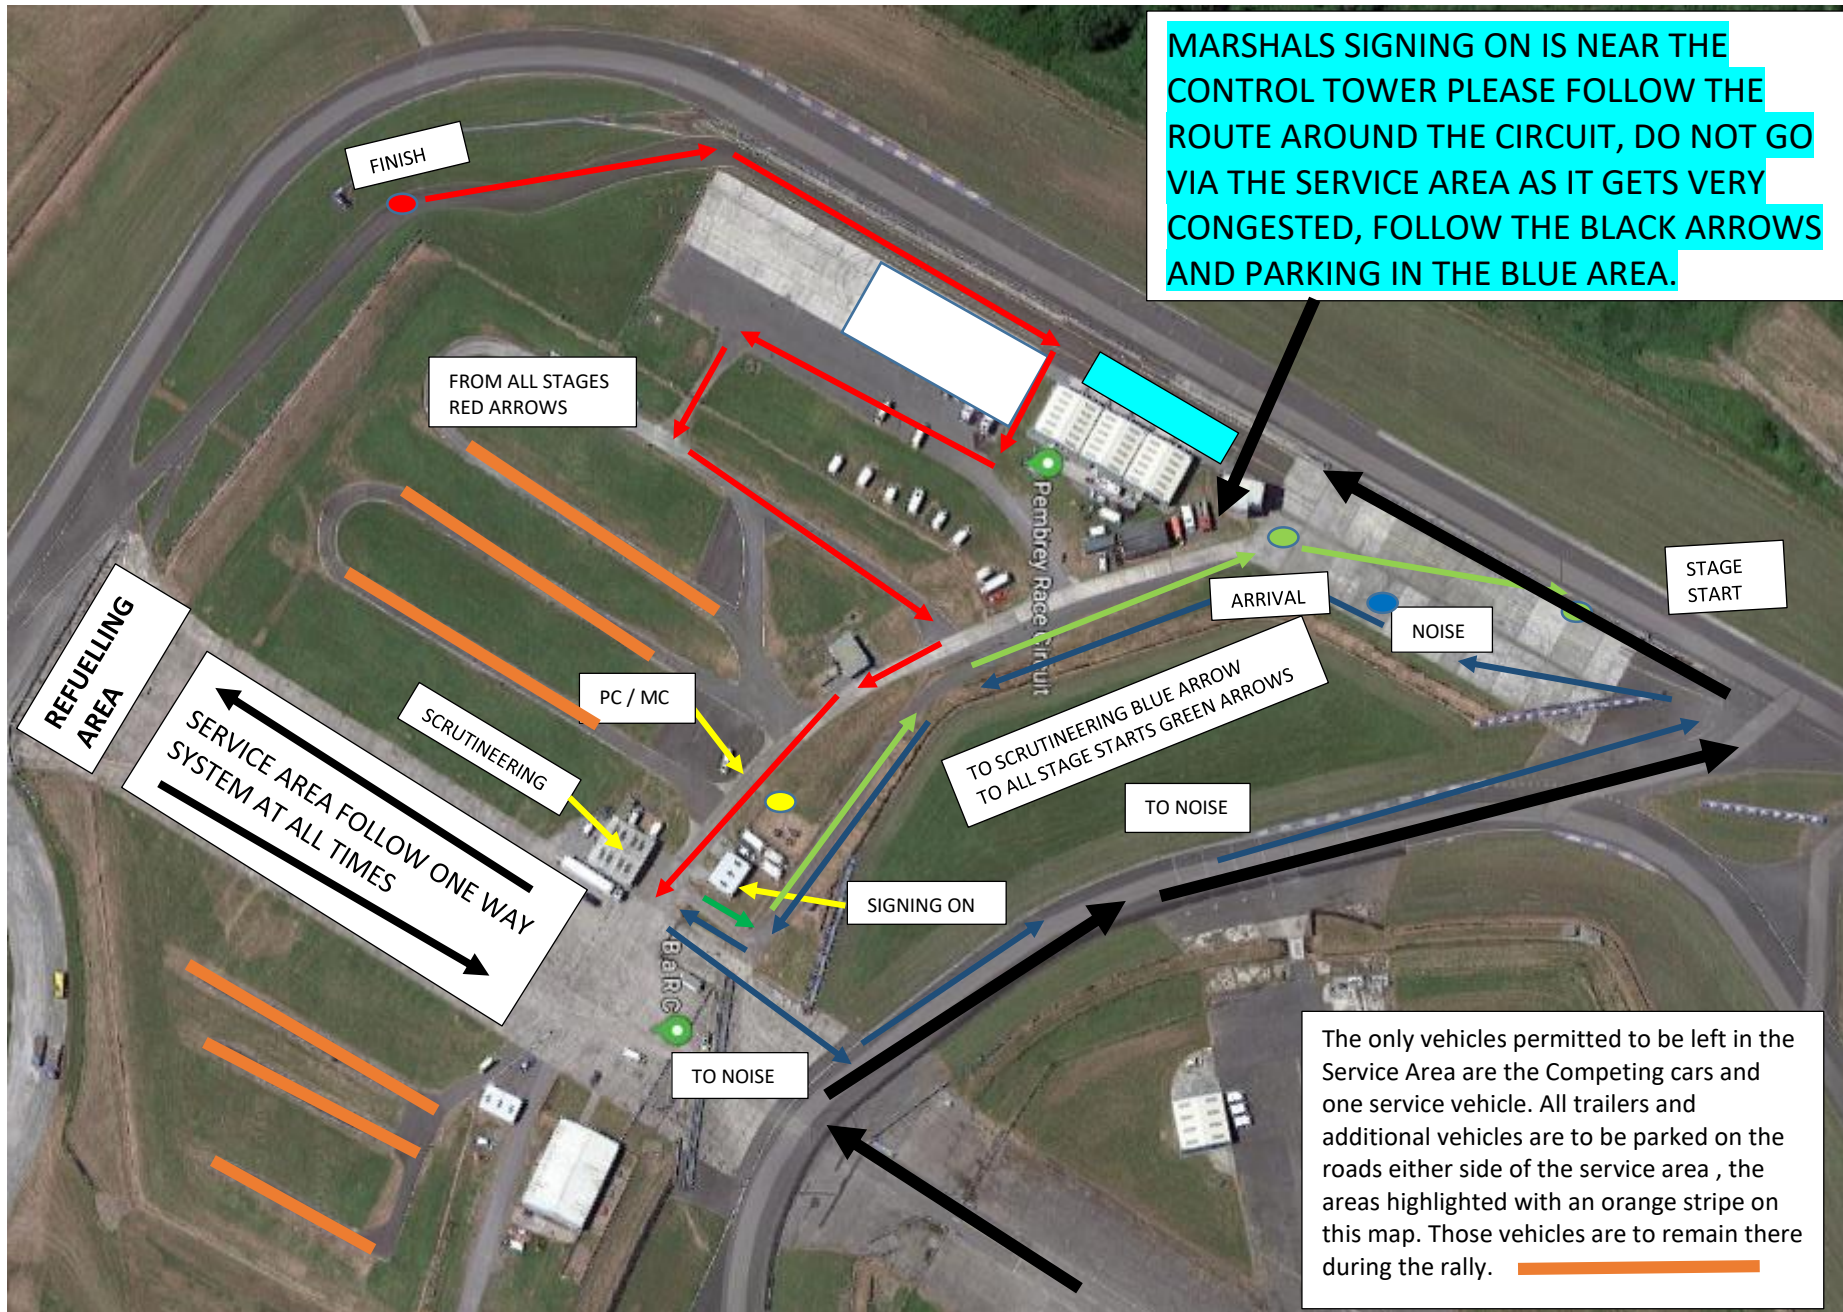 MARSHALS SIGNING ON IS NEAR THE
CONTROL TOWER PLEASE FOLLOW THE
ROUTE AROUND THE CIRCUIT, DO NOT GO
VIA THE SERVICE AREA AS IT GETS VERY
CONGESTED, FOLLOW THE BLACK ARROWS
AND PARKING IN THE BLUE AREA.
FINISH
FROM ALL STAGES
RED ARROWS
Pembrey Race Circuit
STAGE
START
ARRIVAL
NOISE
REFUELLING
AREA
PC / MC
SCRUTINEERING
TO SCRUTINEERING BLUE ARROW
TO ALL STAGE STARTS GREEN ARROWS
SERVICE AREA FOLLOW ONE WAY
SYSTEM AT ALL TIMES
TO NOISE
SIGNING ON
BaRC
TO NOISE
The only vehicles permitted to be left in the
Service Area are the Competing cars and
one service vehicle. All trailers and
additional vehicles are to be parked on the
roads either side of the service area , the
areas highlighted with an orange stripe on
this map. Those vehicles are to remain there
during the rally.